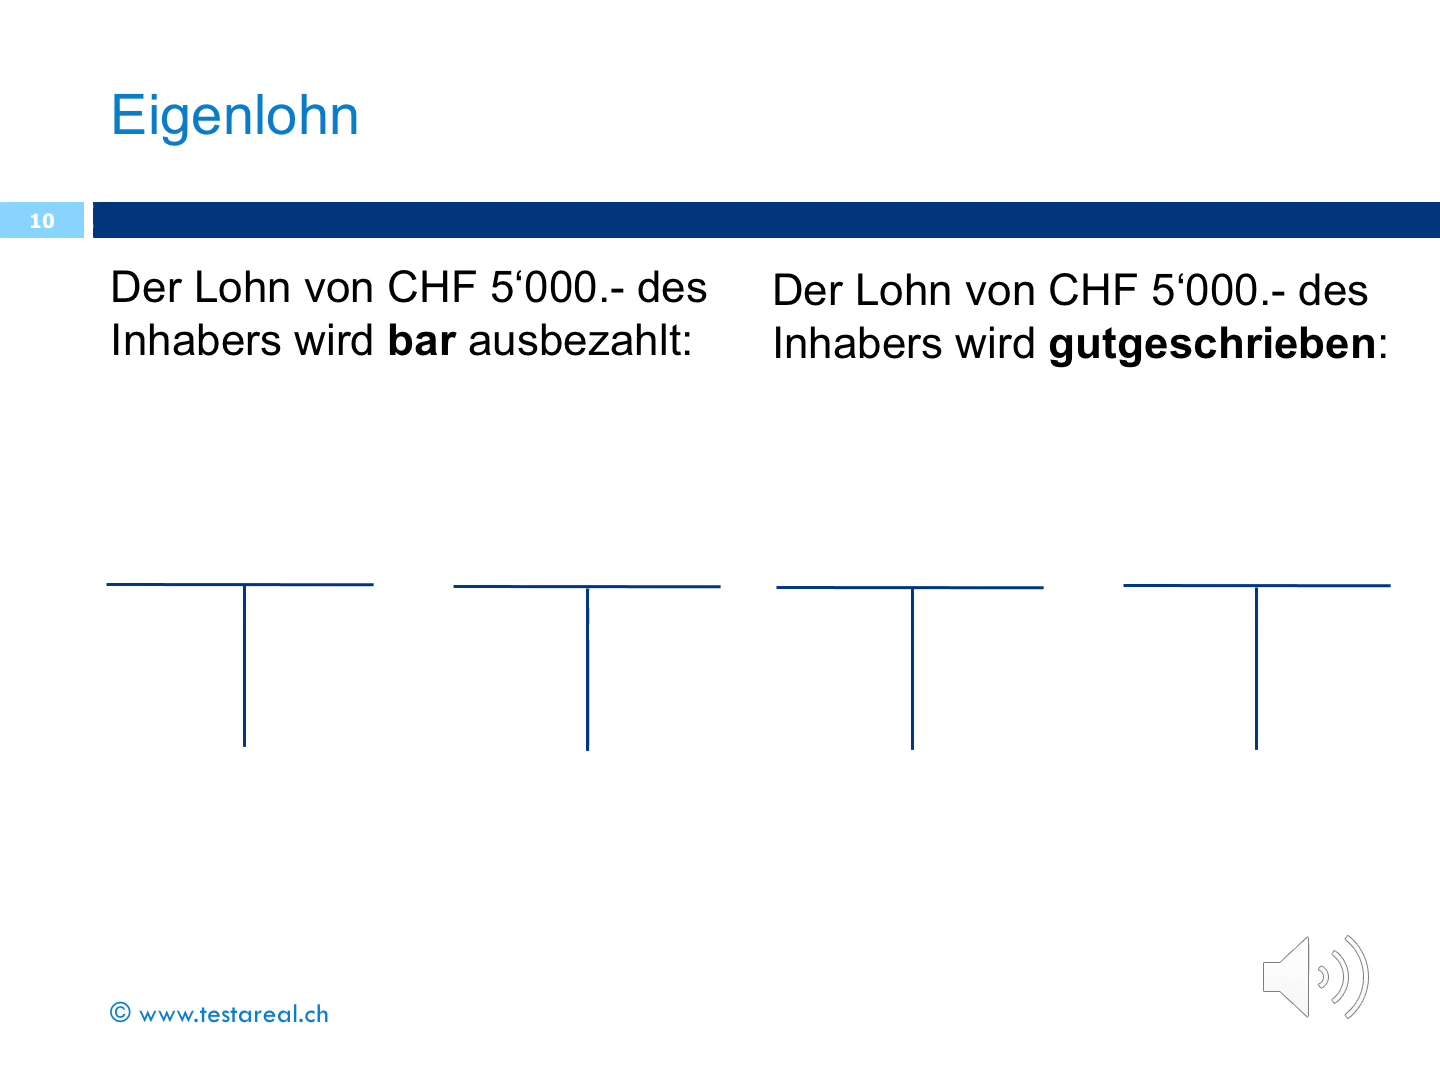 Eigenlohn
10
Der Lohn von CHF 5‘000.- des
Inhabers wird bar ausbezahlt:
Der Lohn von CHF 5‘000.- des
Inhabers wird gutgeschrieben:
© www.testareal.ch